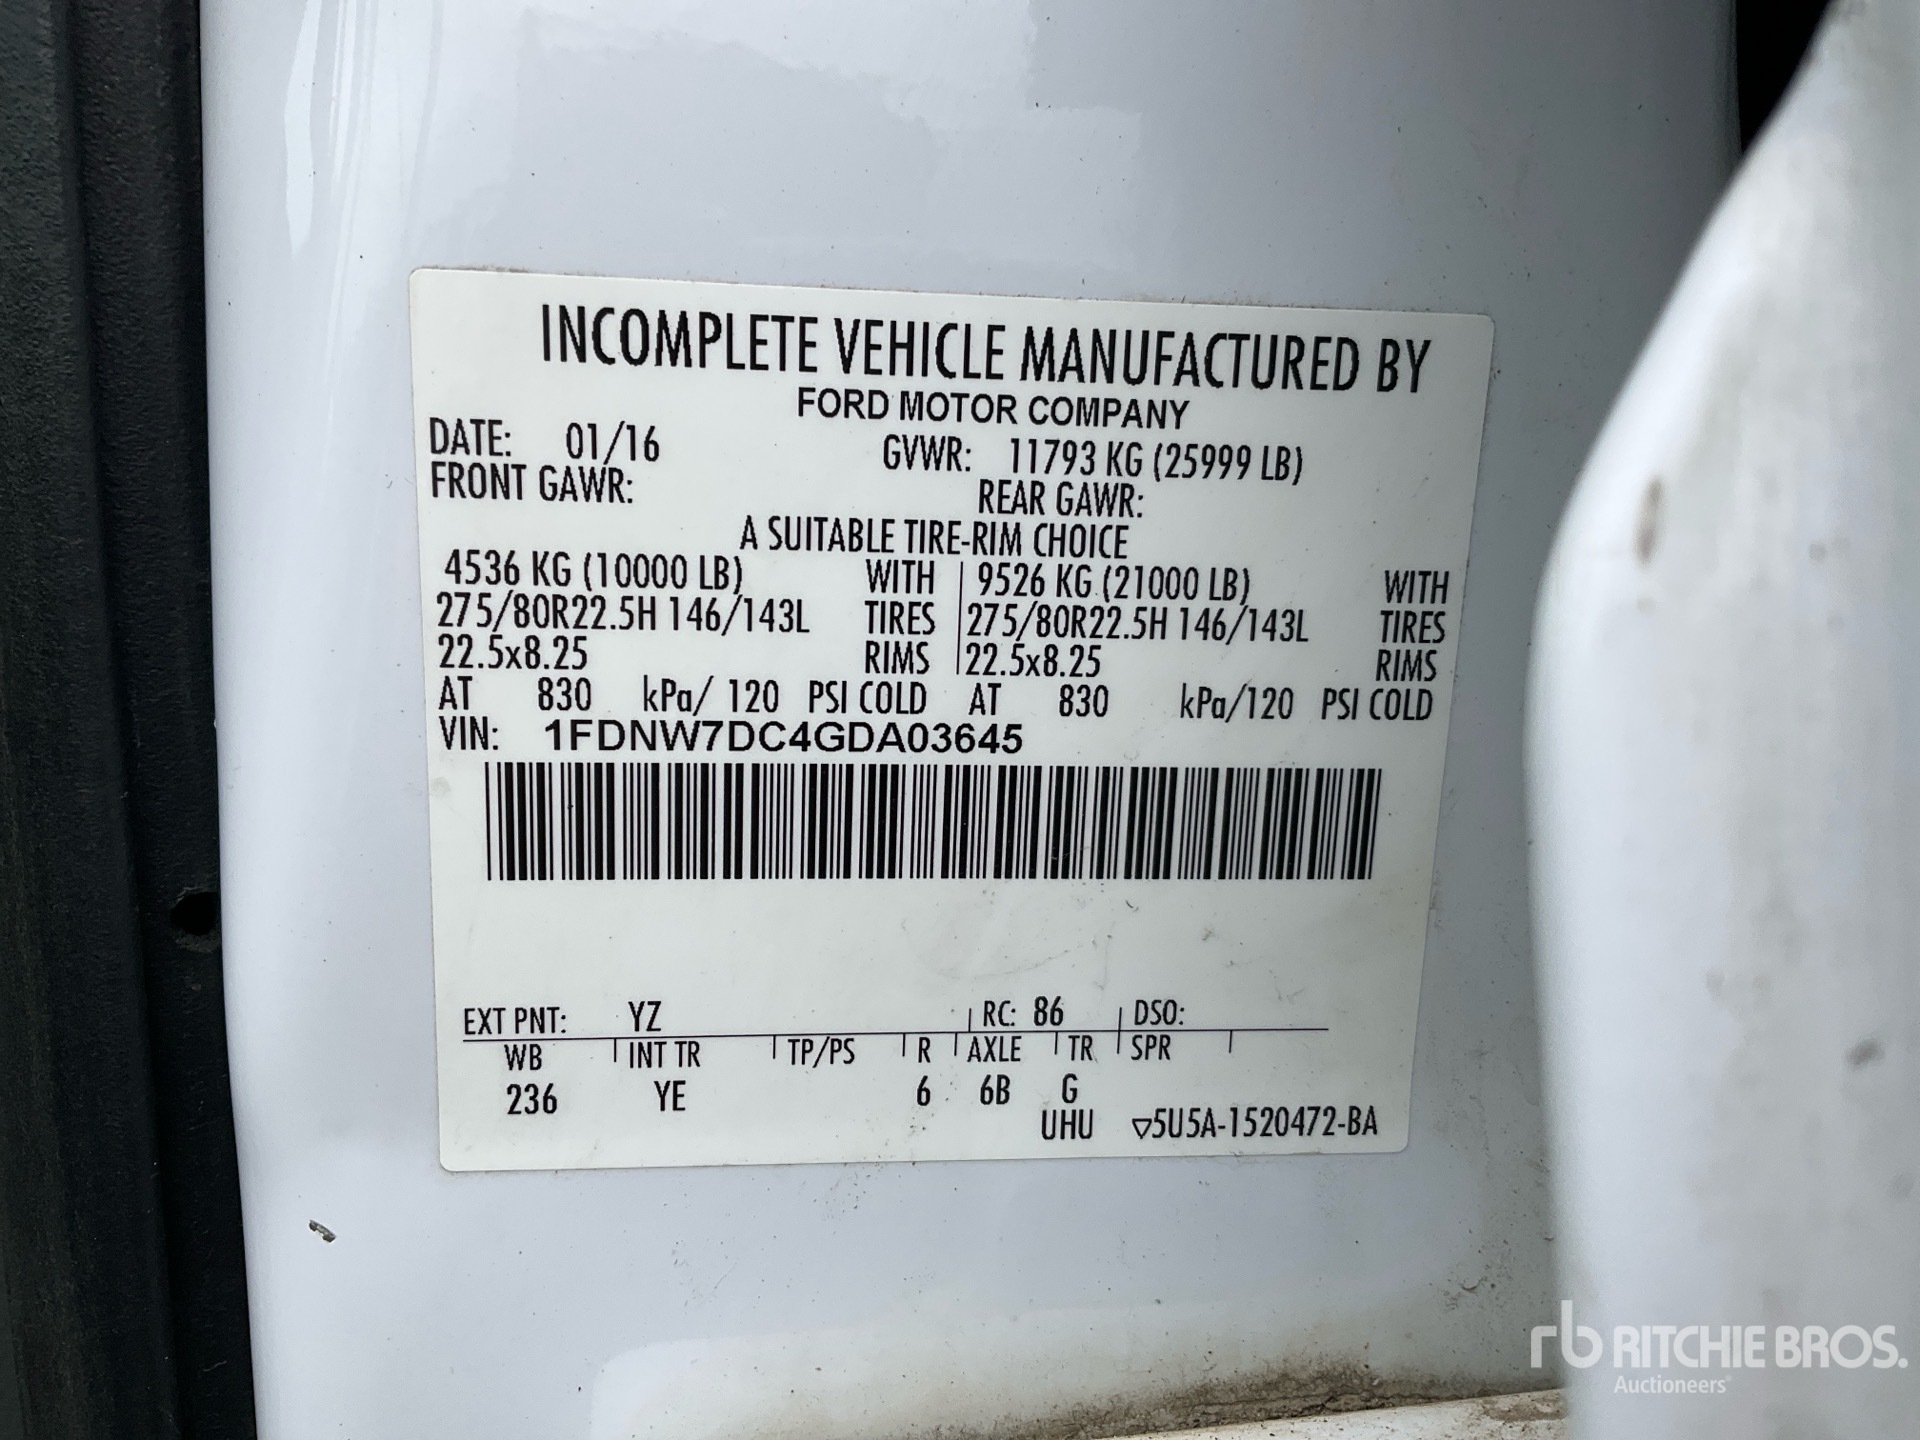 INCOMPLETE VEHICLE MANUFACTURED BY
FORD MOTOR COMPANY
DATE: 01/16 GVWR: 11793 KG (25999 LB)
FRONT GAWR: REAR GAWR:
A SUITABLE TIRE-RIM CHOICE
4536 KG (10000 LB) WITH 9526 KG (21000 LB) WITH
275/80R22.5H 146/143L TIRES 275/80R22.5H 146/143L TIRES
22.5x8.25 RIMS 22.5x8.25 RIMS
AT 830 kPa/ 120 PSI COLD AT 830 kPa/120 PSI COLD
VIN: 1FDNW7DC4GDA03645
EXT PNT: YZ RC: 86 DSO:
WB INT TR TP/PS R AXLE TR SPR
236 YE 6 6B G
UHU ▽5U5A-1520472-BA
rb RITCHIE BROS.
Auctioneers